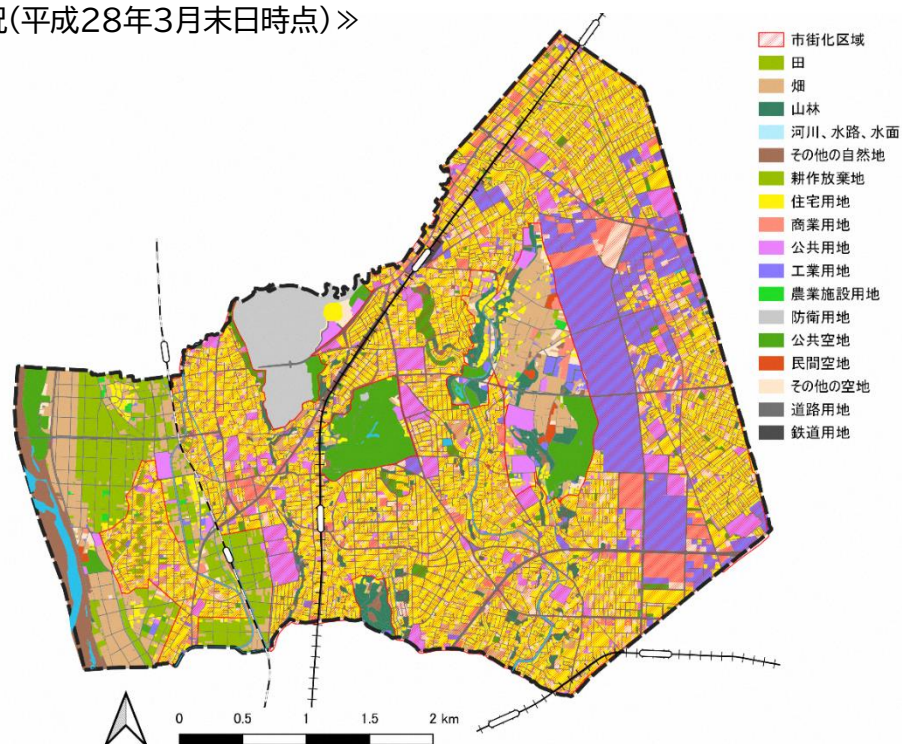 況(平成28年3月末日時点)≫
市街化区域
田
畑
山林
河川、水路、水面
その他の自然地
耕作放棄地
住宅用地
商業用地
公共用地
工業用地
農業施設用地
防衛用地
公共空地
民間空地
その他の空地
道路用地
鉄道用地
0 0.5 1 1.5 2 km